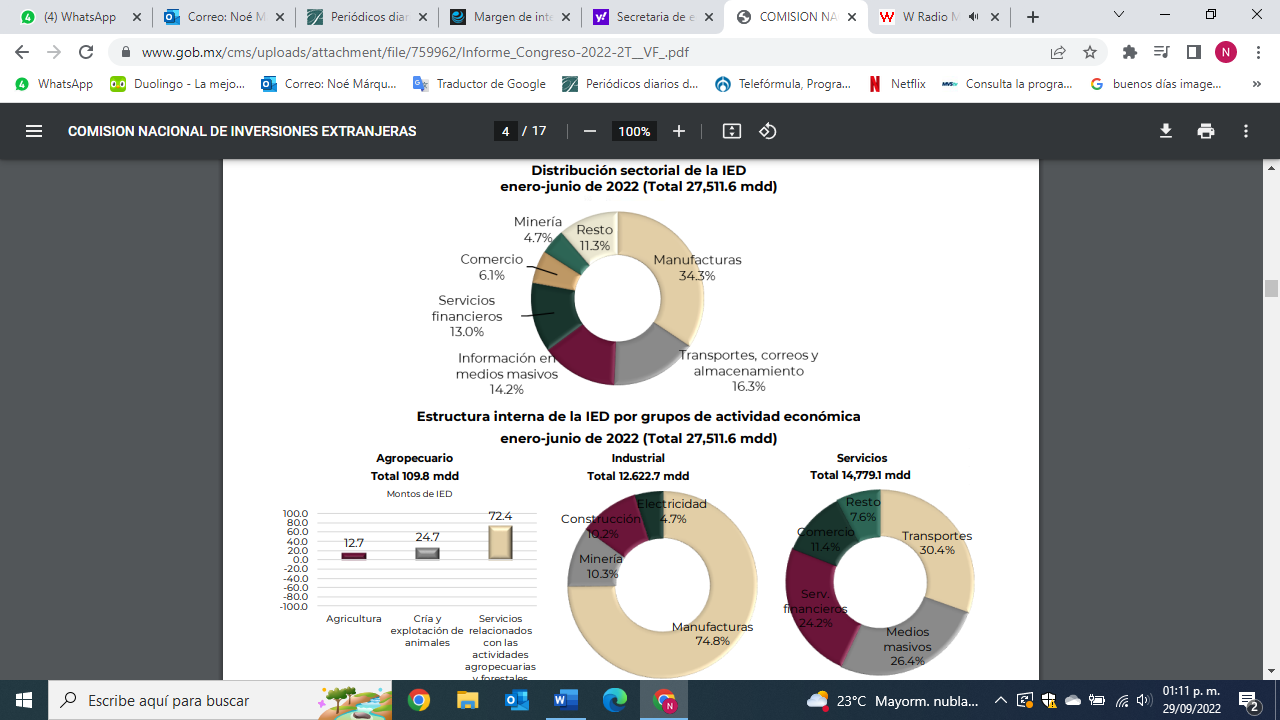 (4) WhatsApp
Correo: Noé M
Periódicos diar
Margen de inte
Secretaria de e
COMISION NA
W Radio M
www.gob.mx/cms/uploads/attachment/file/759962/Informe_Congreso-2022-2T__VF_.pdf
N
WhatsApp
Duolingo - La mejo...
Correo: Noé Márqu...
Traductor de Google
Periódicos diarios d...
Telefórmula, Progra...
Netflix
Consulta la progra...
buenos días image...
»
COMISION NACIONAL DE INVERSIONES EXTRANJERAS
4 / 17
100%
Distribución sectorial de la IED
enero-junio de 2022 (Total 27,511.6 mdd)
Minería
4.7%
Resto
11.3%
Comercio
6.1%
Manufacturas
34.3%
Servicios
financieros
13.0%
Información en
medios masivos
14.2%
Transportes, correos y
almacenamiento
16.3%
Estructura interna de la IED por grupos de actividad económica
enero-junio de 2022 (Total 27,511.6 mdd)
Agropecuario
Total 109.8 mdd
Montos de IED
100.0
80.0
60.0
40.0
20.0
0.0
-20.0
-40.0
-60.0
-80.0
-100.0
12.7
24.7
72.4
Agricultura
Cría y
explotación de
animales
Servicios
relacionados
con las
actividades
agropecuarias
y forestales
Industrial
Total 12.622.7 mdd
Electricidad
4.7%
Construcción
10.2%
Minería
10.3%
Manufacturas
74.8%
Servicios
Total 14,779.1 mdd
Resto
7.6%
Comercio
11.4%
Transportes
30.4%
Serv.
financieros
24.2%
Medios
masivos
26.4%
Escribe aquí para buscar
23°C Mayorm. nubla...
01:11 p. m.
29/09/2022
2